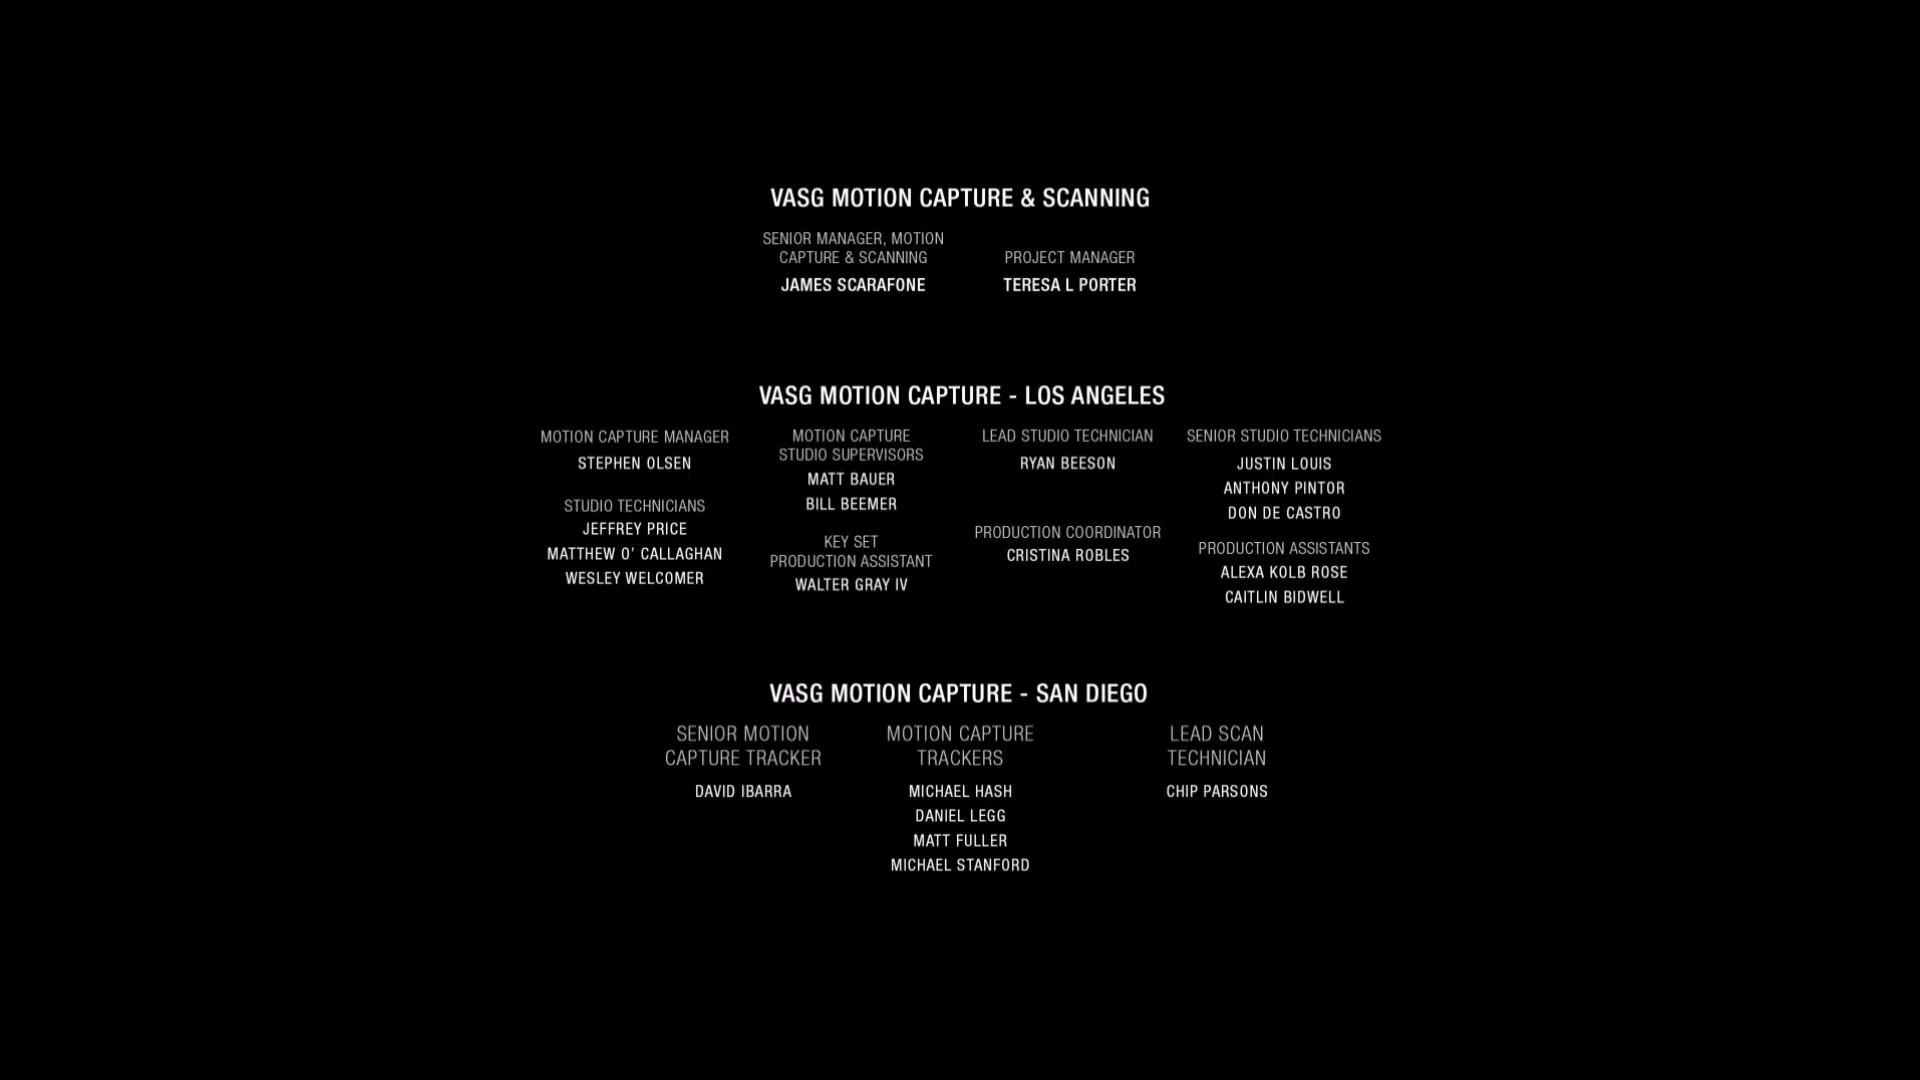 VASG MOTION CAPTURE & SCANNING
SENIOR MANAGER, MOTION
CAPTURE & SCANNING
JAMES SCARAFONE
PROJECT MANAGER
TERESA L PORTER
VASG MOTION CAPTURE - LOS ANGELES
MOTION CAPTURE MANAGER
STEPHEN OLSEN
MOTION CAPTURE
STUDIO SUPERVISORS
MATT BAUER
BILL BEEMER
LEAD STUDIO TECHNICIAN
RYAN BEESON
SENIOR STUDIO TECHNICIANS
JUSTIN LOUIS
ANTHONY PINTOR
DON DE CASTRO
STUDIO TECHNICIANS
JEFFREY PRICE
MATTHEW O' CALLAGHAN
WESLEY WELCOMER
KEY SET
PRODUCTION ASSISTANT
WALTER GRAY IV
PRODUCTION COORDINATOR
CRISTINA ROBLES
PRODUCTION ASSISTANTS
ALEXA KOLB ROSE
CAITLIN BIDWELL
VASG MOTION CAPTURE - SAN DIEGO
SENIOR MOTION
CAPTURE TRACKER
DAVID IBARRA
MOTION CAPTURE
TRACKERS
MICHAEL HASH
DANIEL LEGG
MATT FULLER
MICHAEL STANFORD
LEAD SCAN
TECHNICIAN
CHIP PARSONS